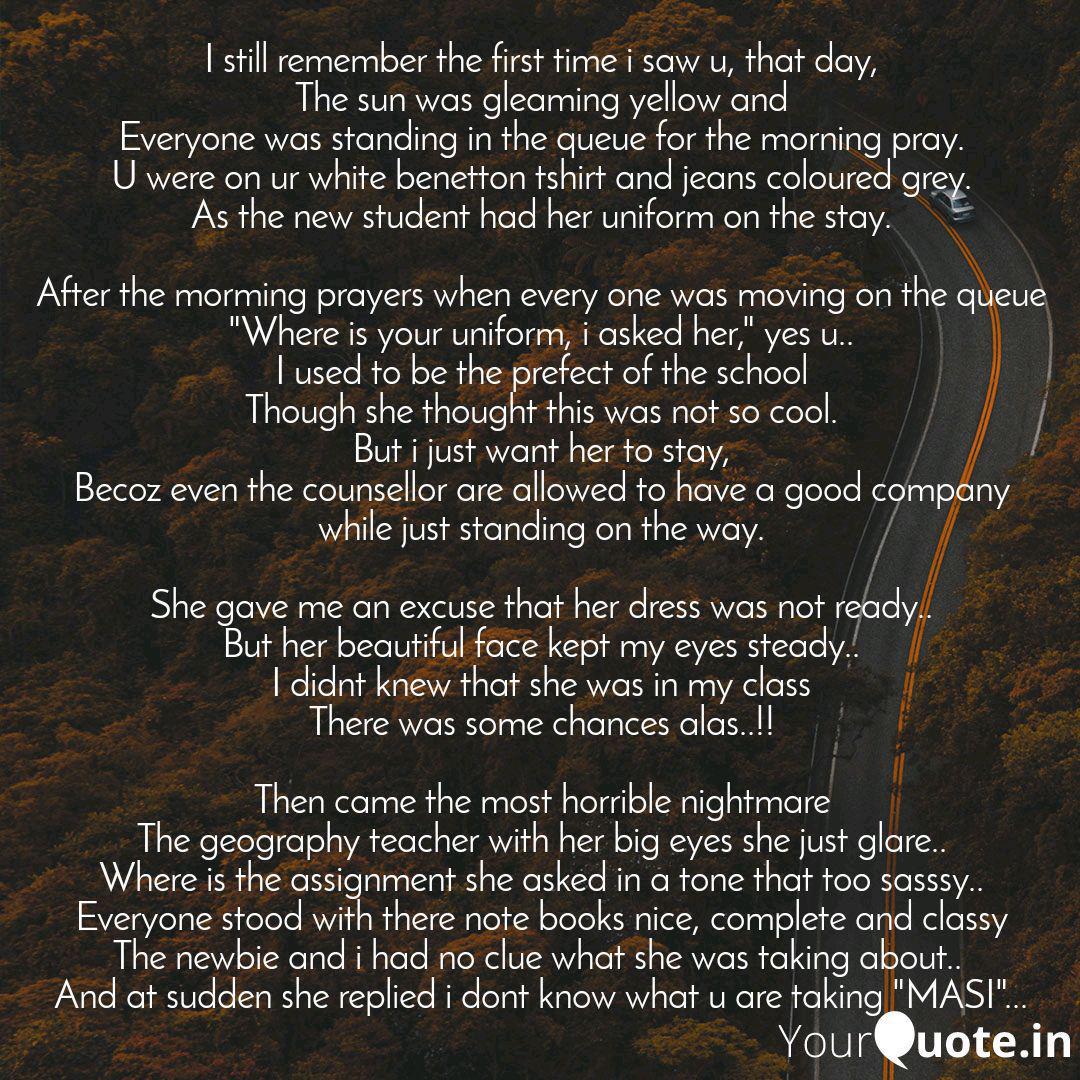 I still remember the first time i saw u, that day,
The sun was gleaming yellow and
Everyone was standing in the queue for the morning pray.
U were on ur white benetton tshirt and jeans coloured grey.
As the new student had her uniform on the stay.
After the morming prayers when every one was moving on the queue
"Where is your uniform, i asked her," yes u..
I used to be the prefect of the school
Though she thought this was not so cool.
But i just want her to stay,
Becoz even the counsellor are allowed to have a good company
while just standing on the way.
She gave me an excuse that her dress was not ready..
But her beautiful face kept my eyes steady..
I didnt knew that she was in my class
There was some chances alas..!!
Then came the most horrible nightmare
The geography teacher with her big eyes she just glare..
Where is the assignment she asked in a tone that too sasssy..
Everyone stood with there note books nice, complete and classy
The newbie and i had no clue what she was taking about..
And at sudden she replied i dont know what u are taking "MASI"...
YourQuote.in